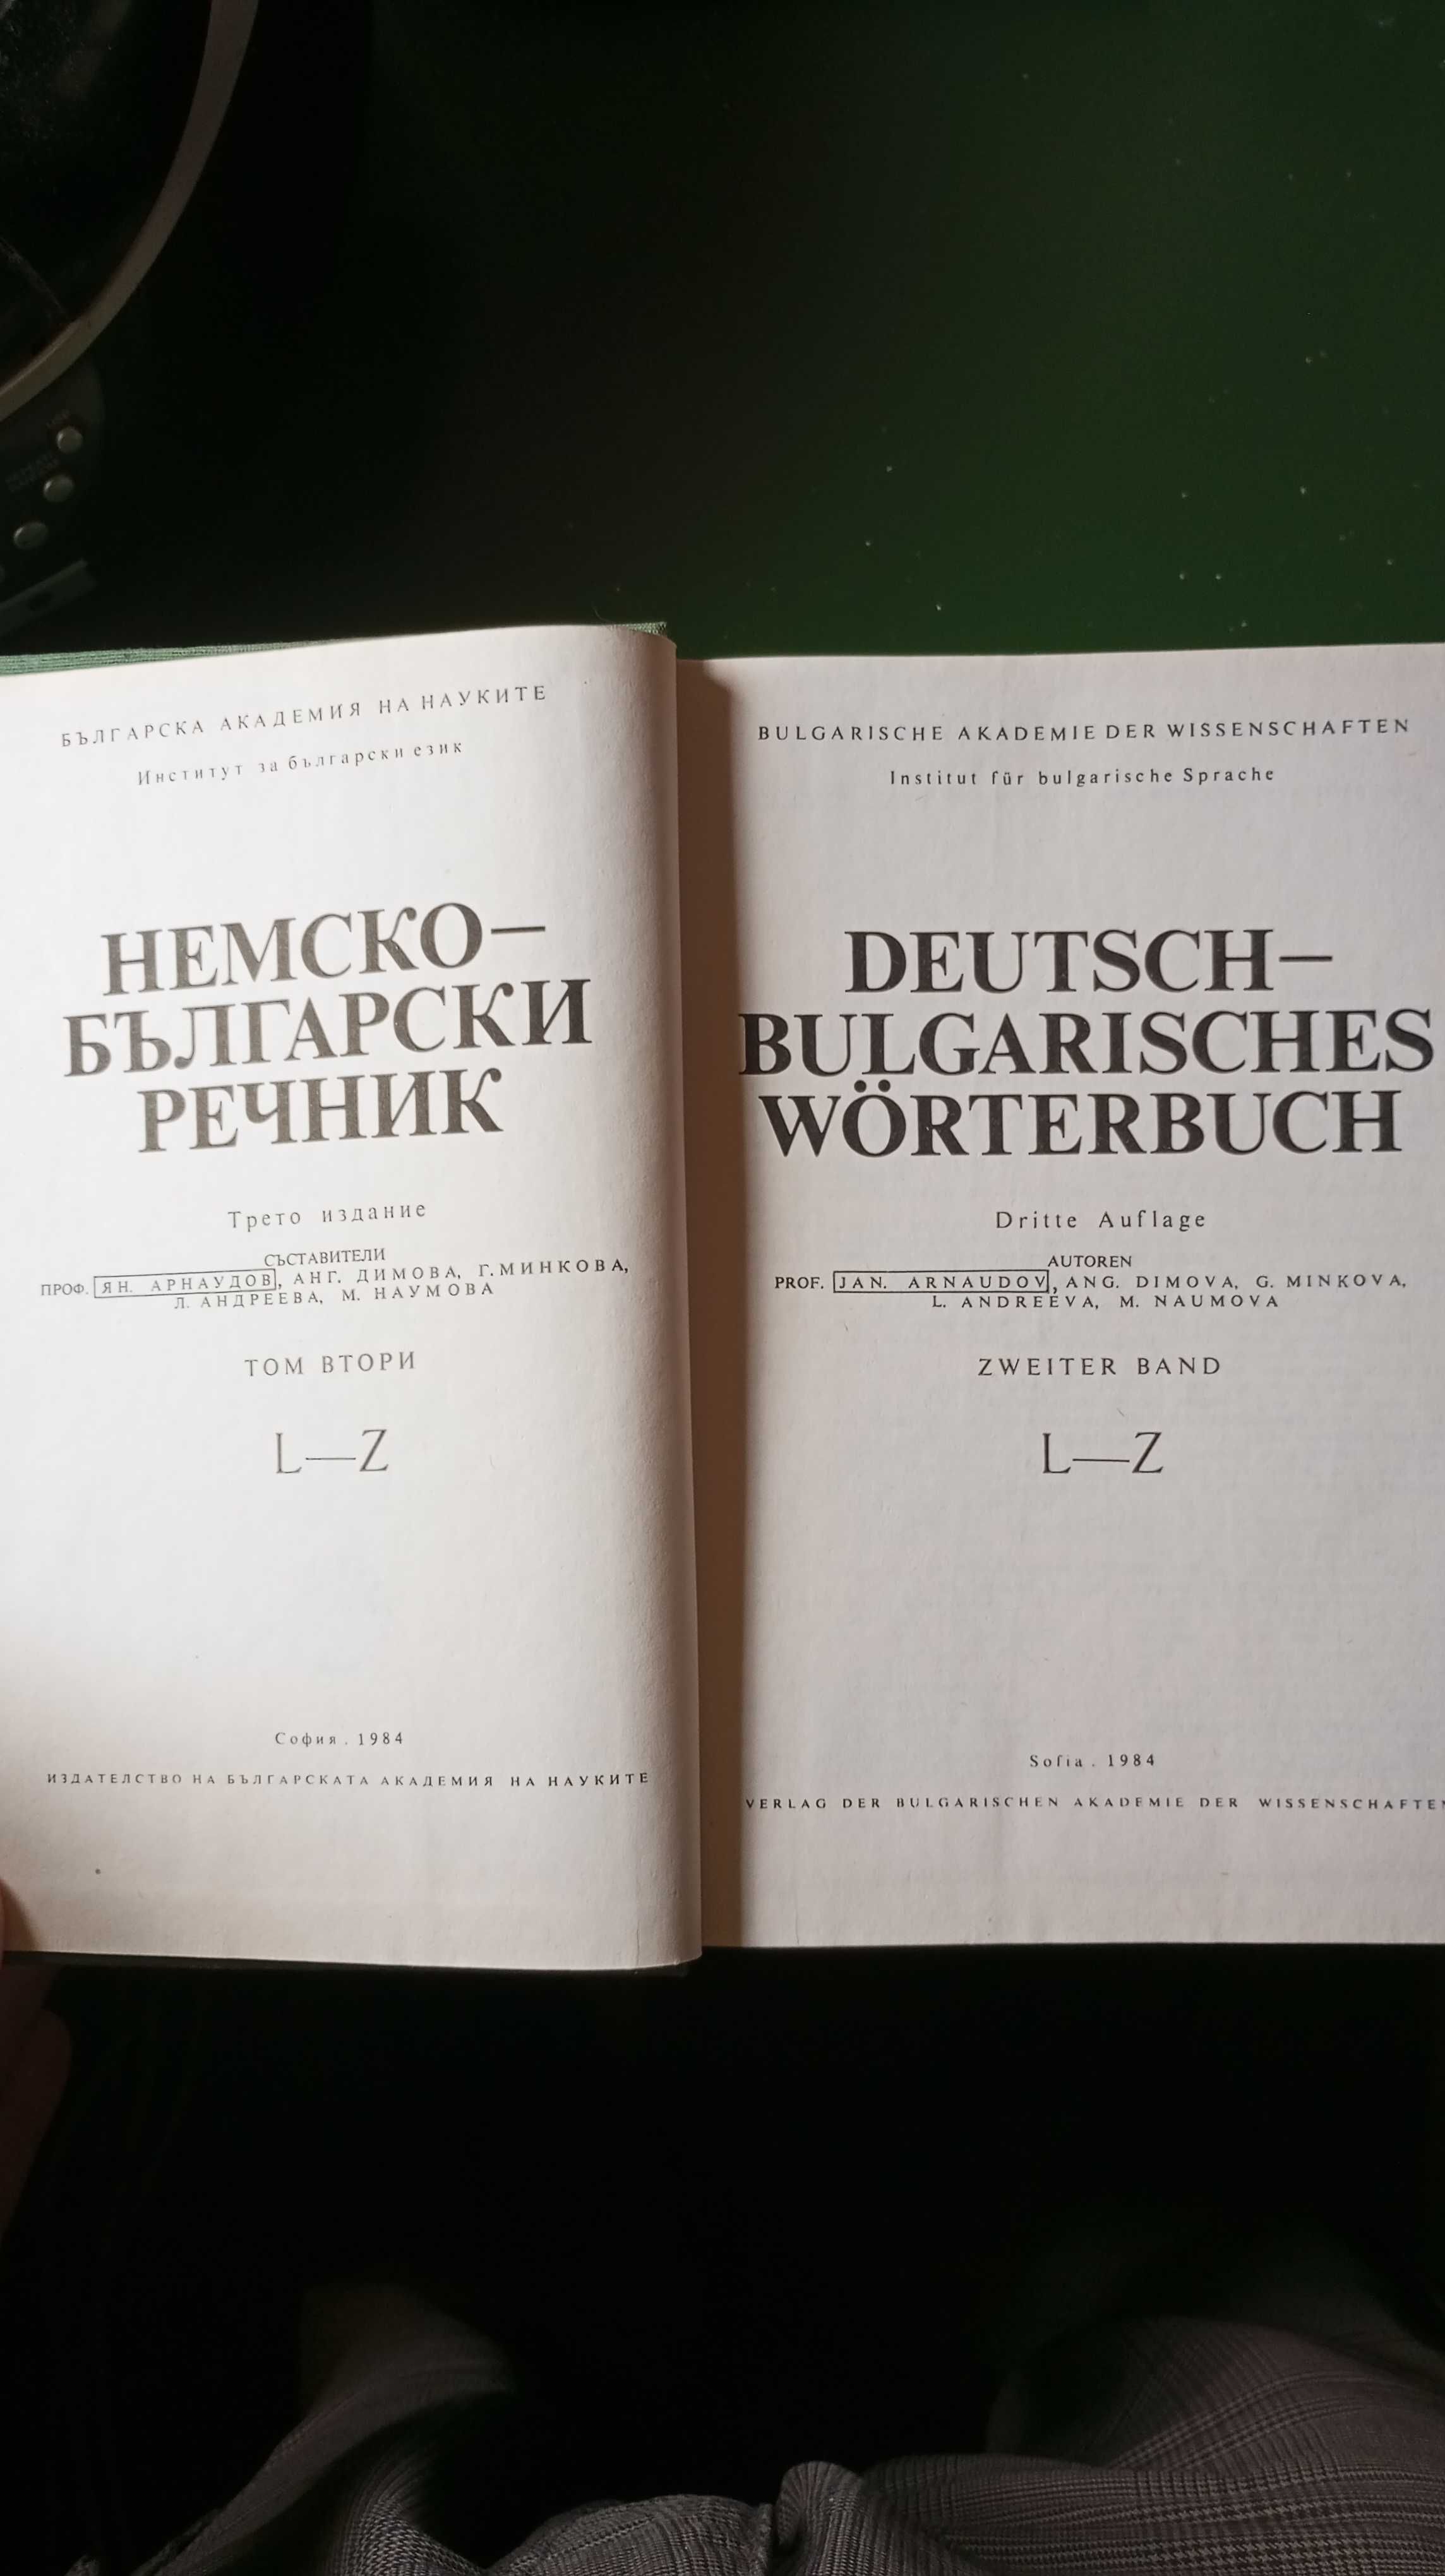 БЪЛГАРСКА АКАДЕМИЯ НА НАУКИТЕ
Институт за български език
НЕМСКО—
БЪЛГАРСКИ
РЕЧНИК
Трето издание
СЪСТАВИТЕЛИ
ПРОФ. ЯН. АРНАУДОВ, АНГ. ДИМОВА, Г. МИНКОВА,
Л. АНДРЕЕВА, М. НАУМОВА
ТОМ ВТОРИ
L—Z
София . 1984
ИЗДАТЕЛСТВО НА БЪЛГАРСКАТА АКАДЕМИЯ НА НАУКИТЕ
BULGARISCHE AKADEMIE DER WISSENSCHAFTEN
Institut für bulgarische Sprache
DEUTSCH—
BULGARISCHES
WÖRTERBUCH
Dritte Auflage
AUTOREN
PROF. JAN. ARNAUDOV, ANG. DIMOVA, G. MINKOVA,
L. ANDREEVA, M. NAUMOVA
ZWEITER BAND
L—Z
Sofia . 1984
VERLAG DER BULGARISCHEN AKADEMIE DER WISSENSCHAFTEN